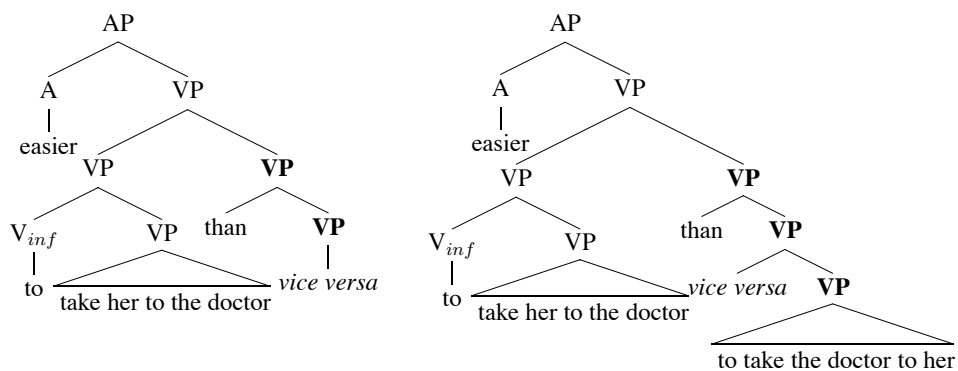 AP
A VP
easier
VP VP
V_inf VP than VP
to take her to the doctor vice versa
AP
A VP
easier
VP VP
V_inf VP than VP
to take her to the doctor vice versa VP
to take the doctor to her